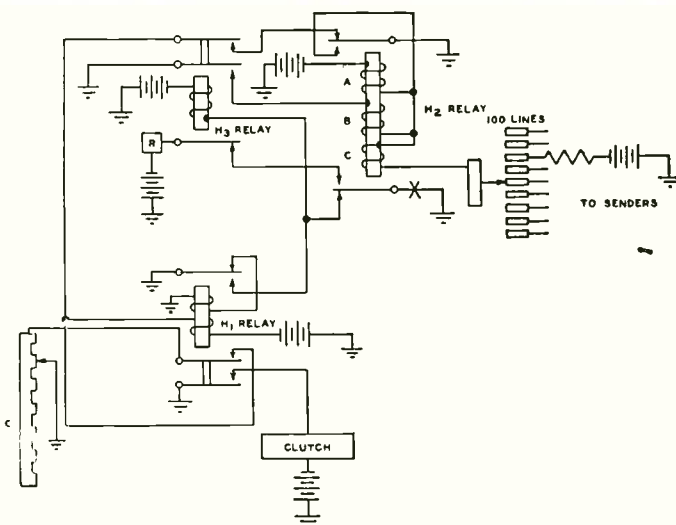 A
H2 RELAY
B
H3 RELAY
100 LINES
R
C
TO SENDERS
H1 RELAY
C
CLUTCH